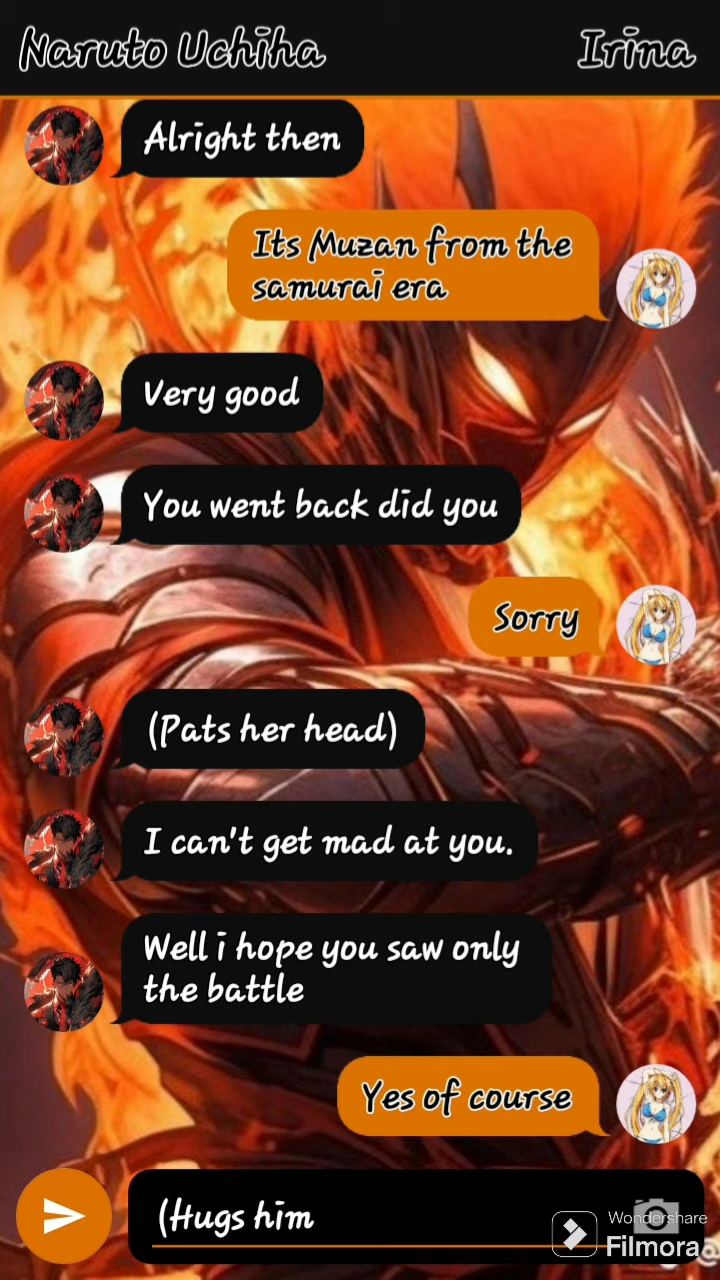 Naruto Uchiha
Irina
Alright then
Its Muzan from the
samurai era
Very good
You went back did you
Sorry
(Pats her head)
I can't get mad at you.
Well i hope you saw only
the battle
Yes of course
(Hugs him
Wondershare
Filmora
@